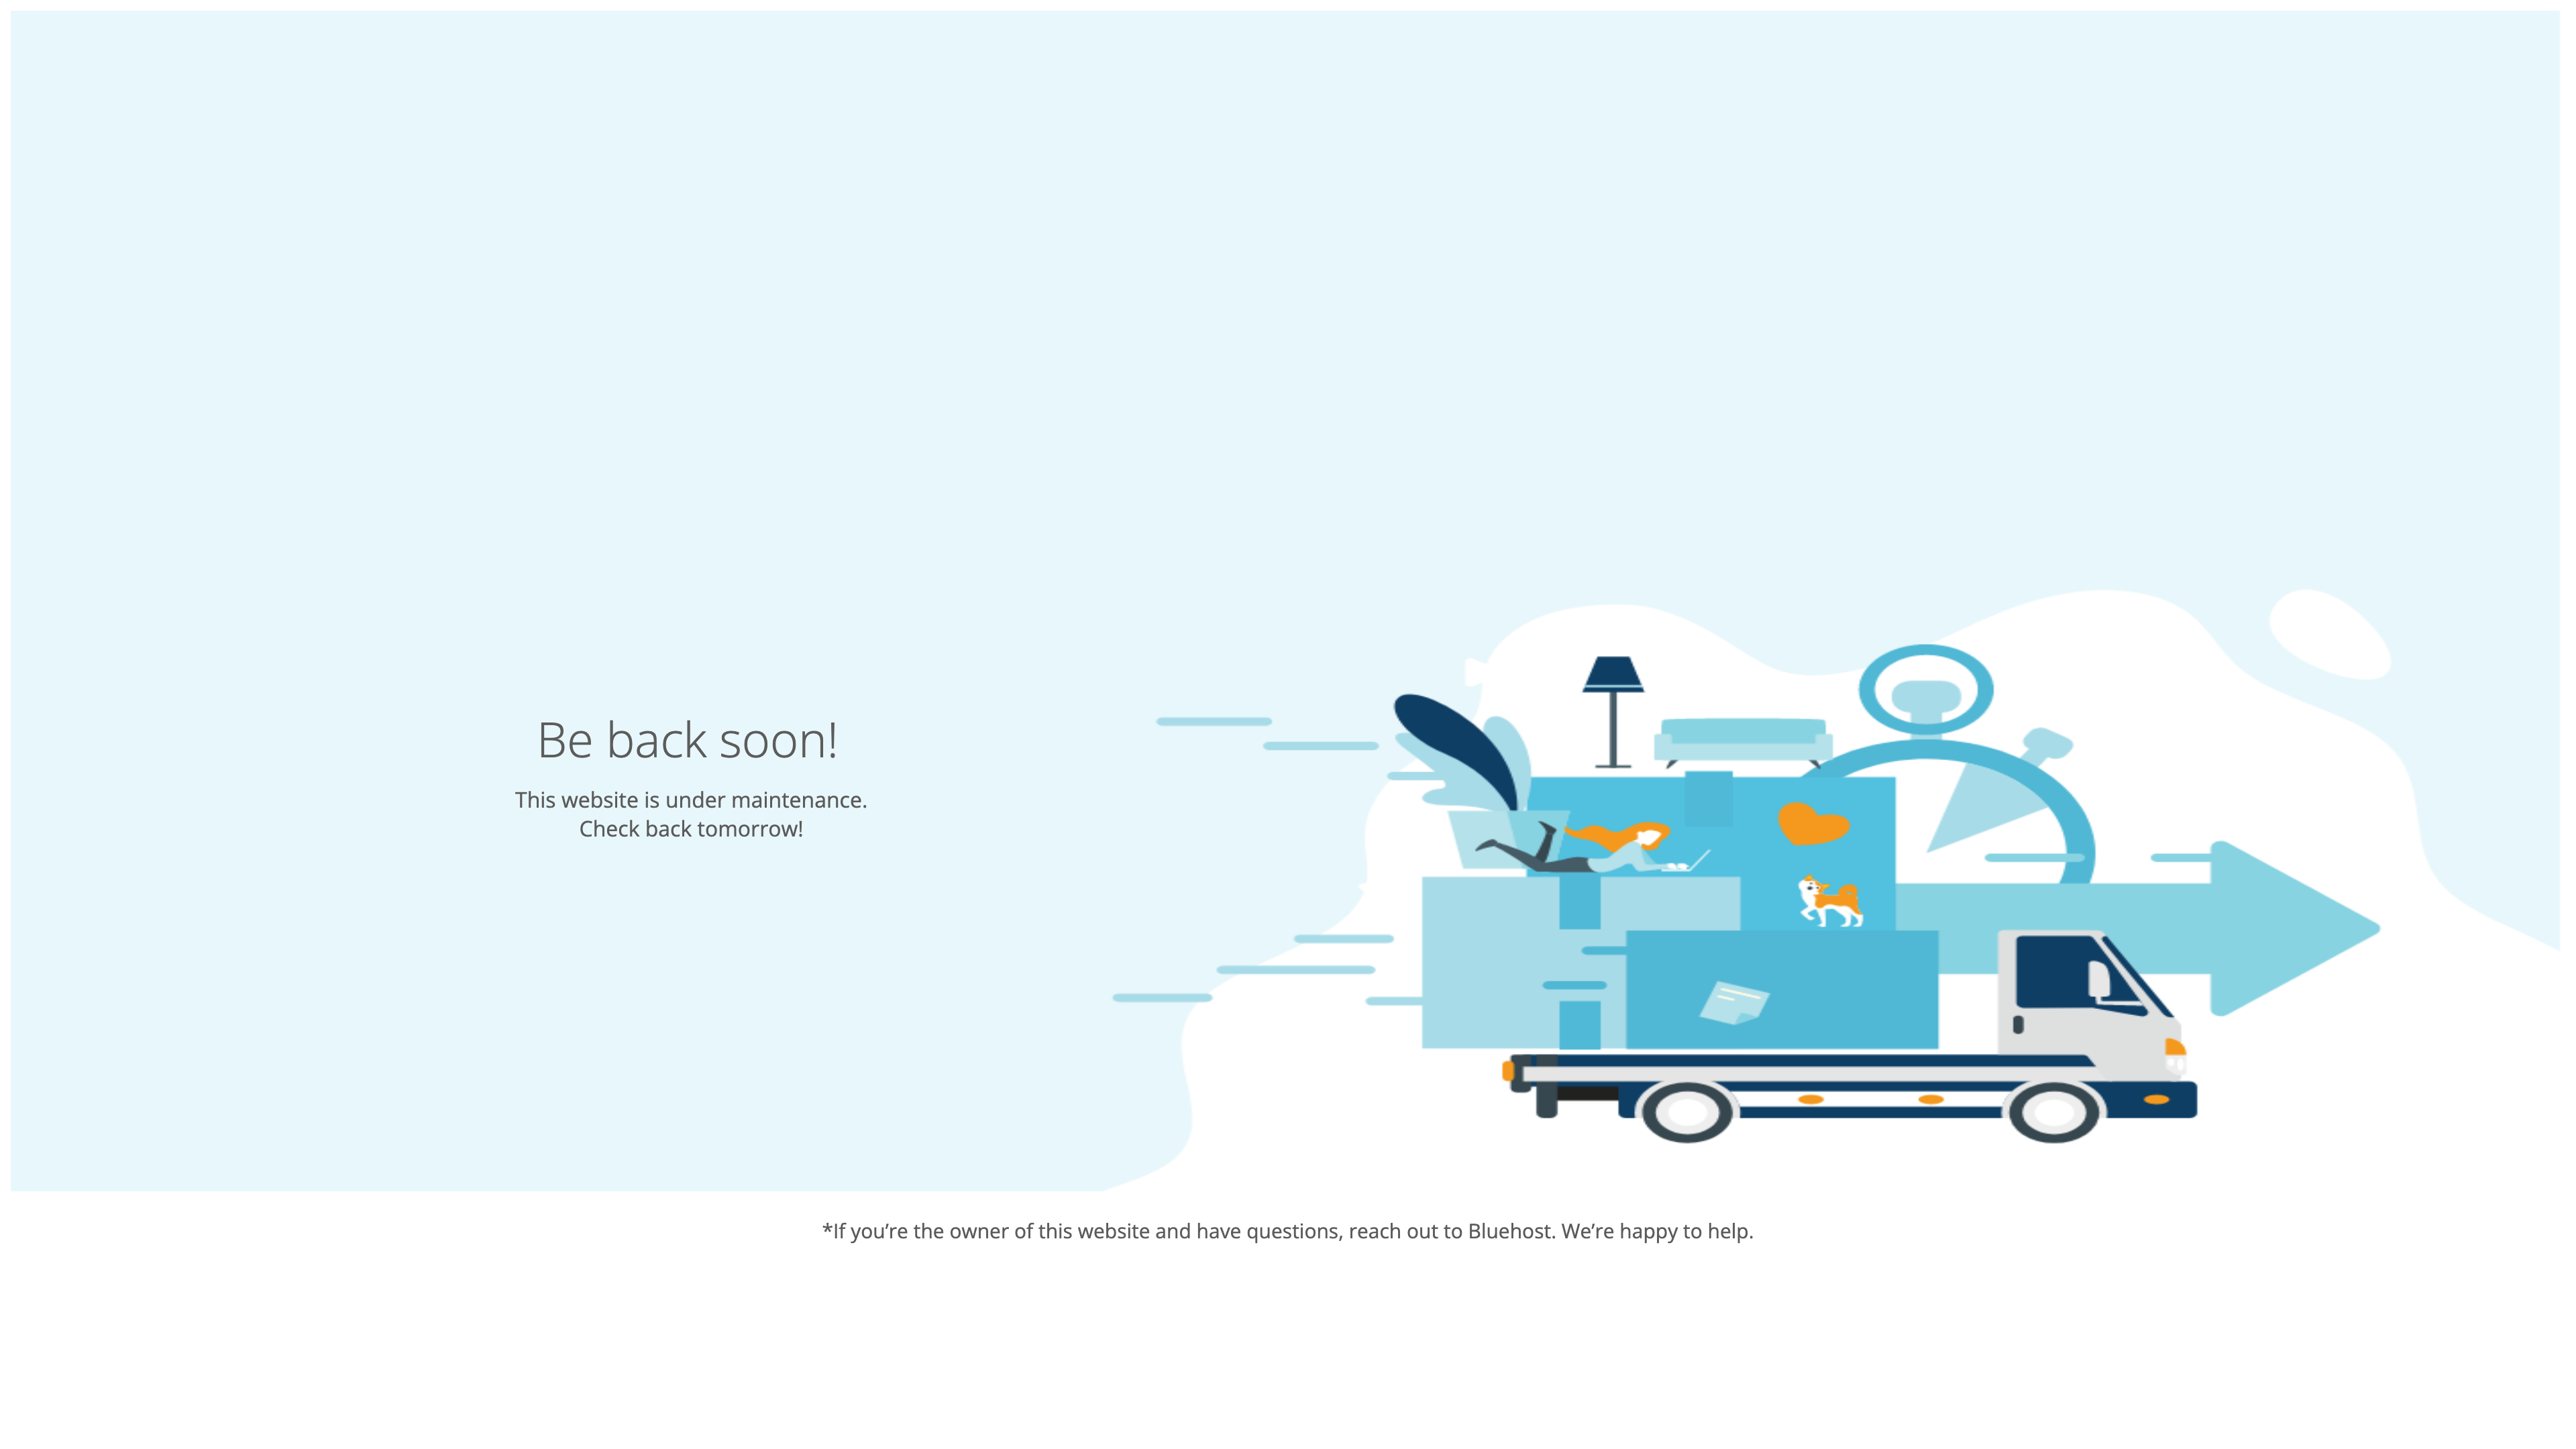 Be back soon!
This website is under maintenance.
Check back tomorrow!
*If you’re the owner of this website and have questions, reach out to Bluehost. We’re happy to help.